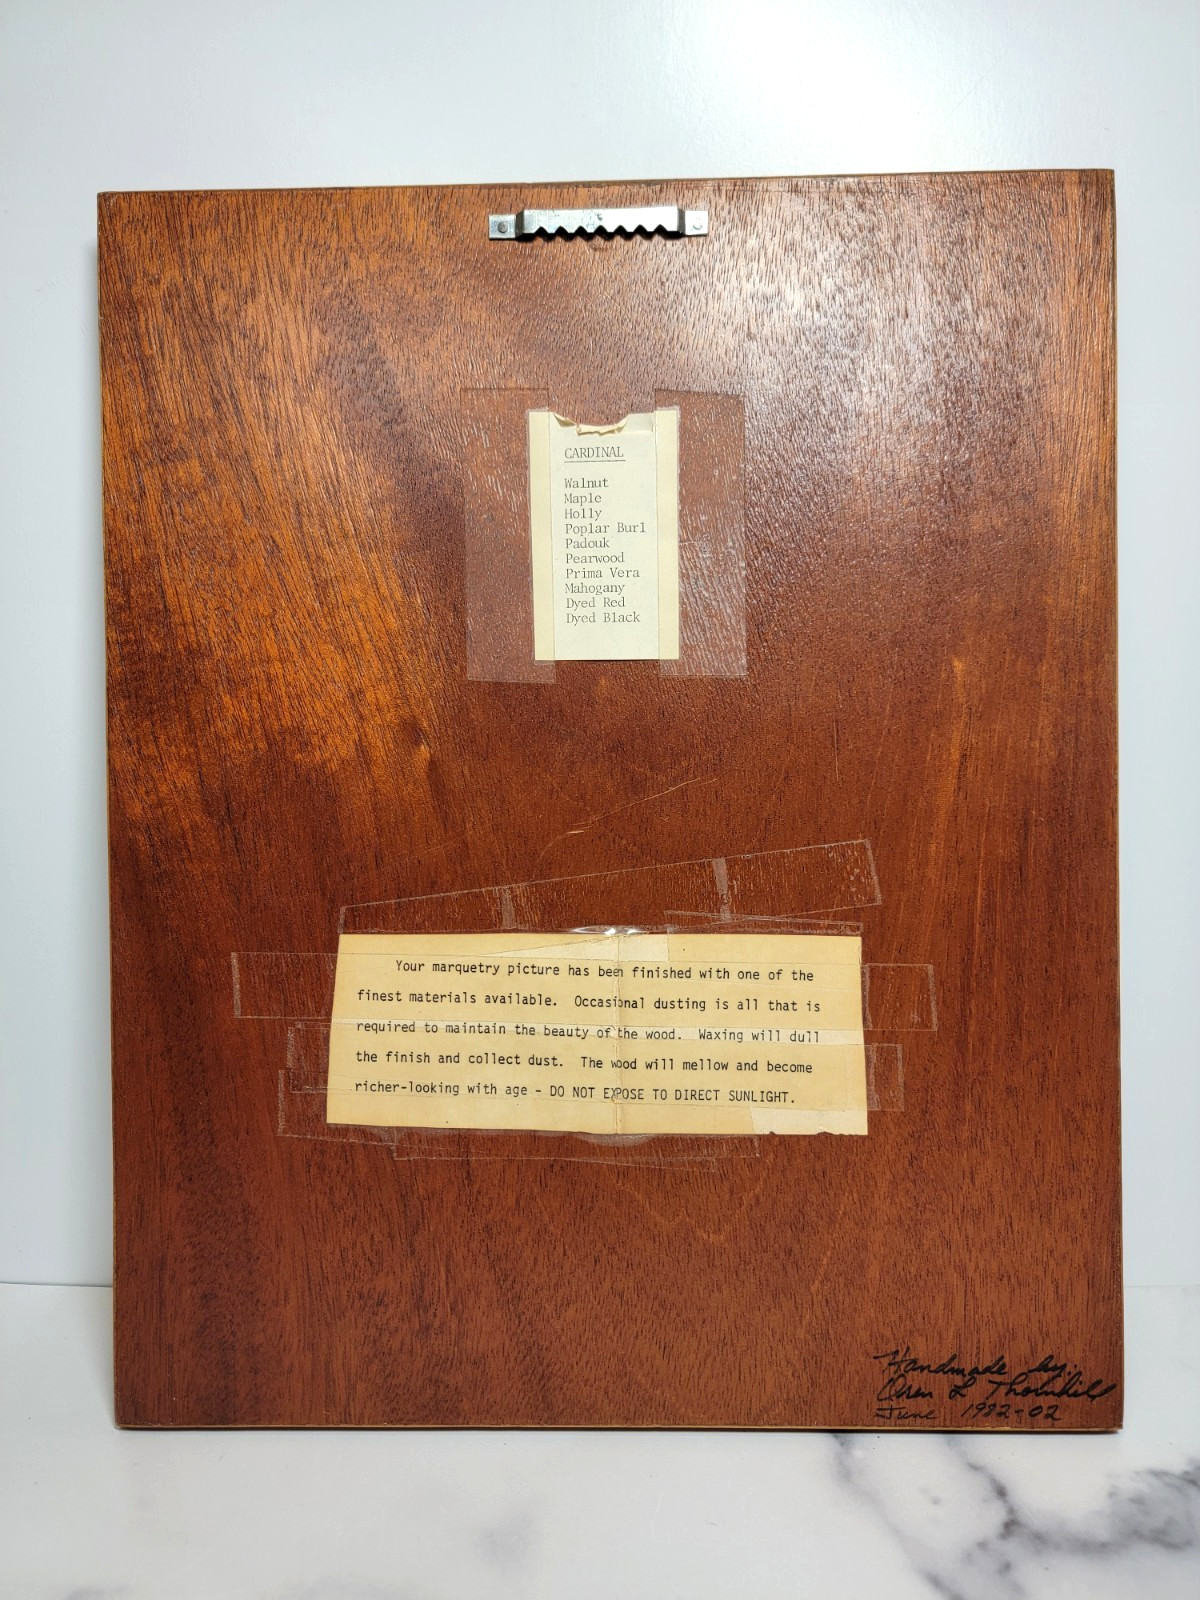 CARDINAL
Walnut
Maple
Holly
Poplar Burl
Padouk
Pearwood
Prima Vera
Mahogany
Dyed Red
Dyed Black
Your marquetry picture has been finished with one of the
finest materials available. Occasional dusting is all that is
required to maintain the beauty of the wood. Waxing will dull
the finish and collect dust. The wood will mellow and become
richer-looking with age - DO NOT EXPOSE TO DIRECT SUNLIGHT.
Handmade by:
L Thornhill
June 1982-02